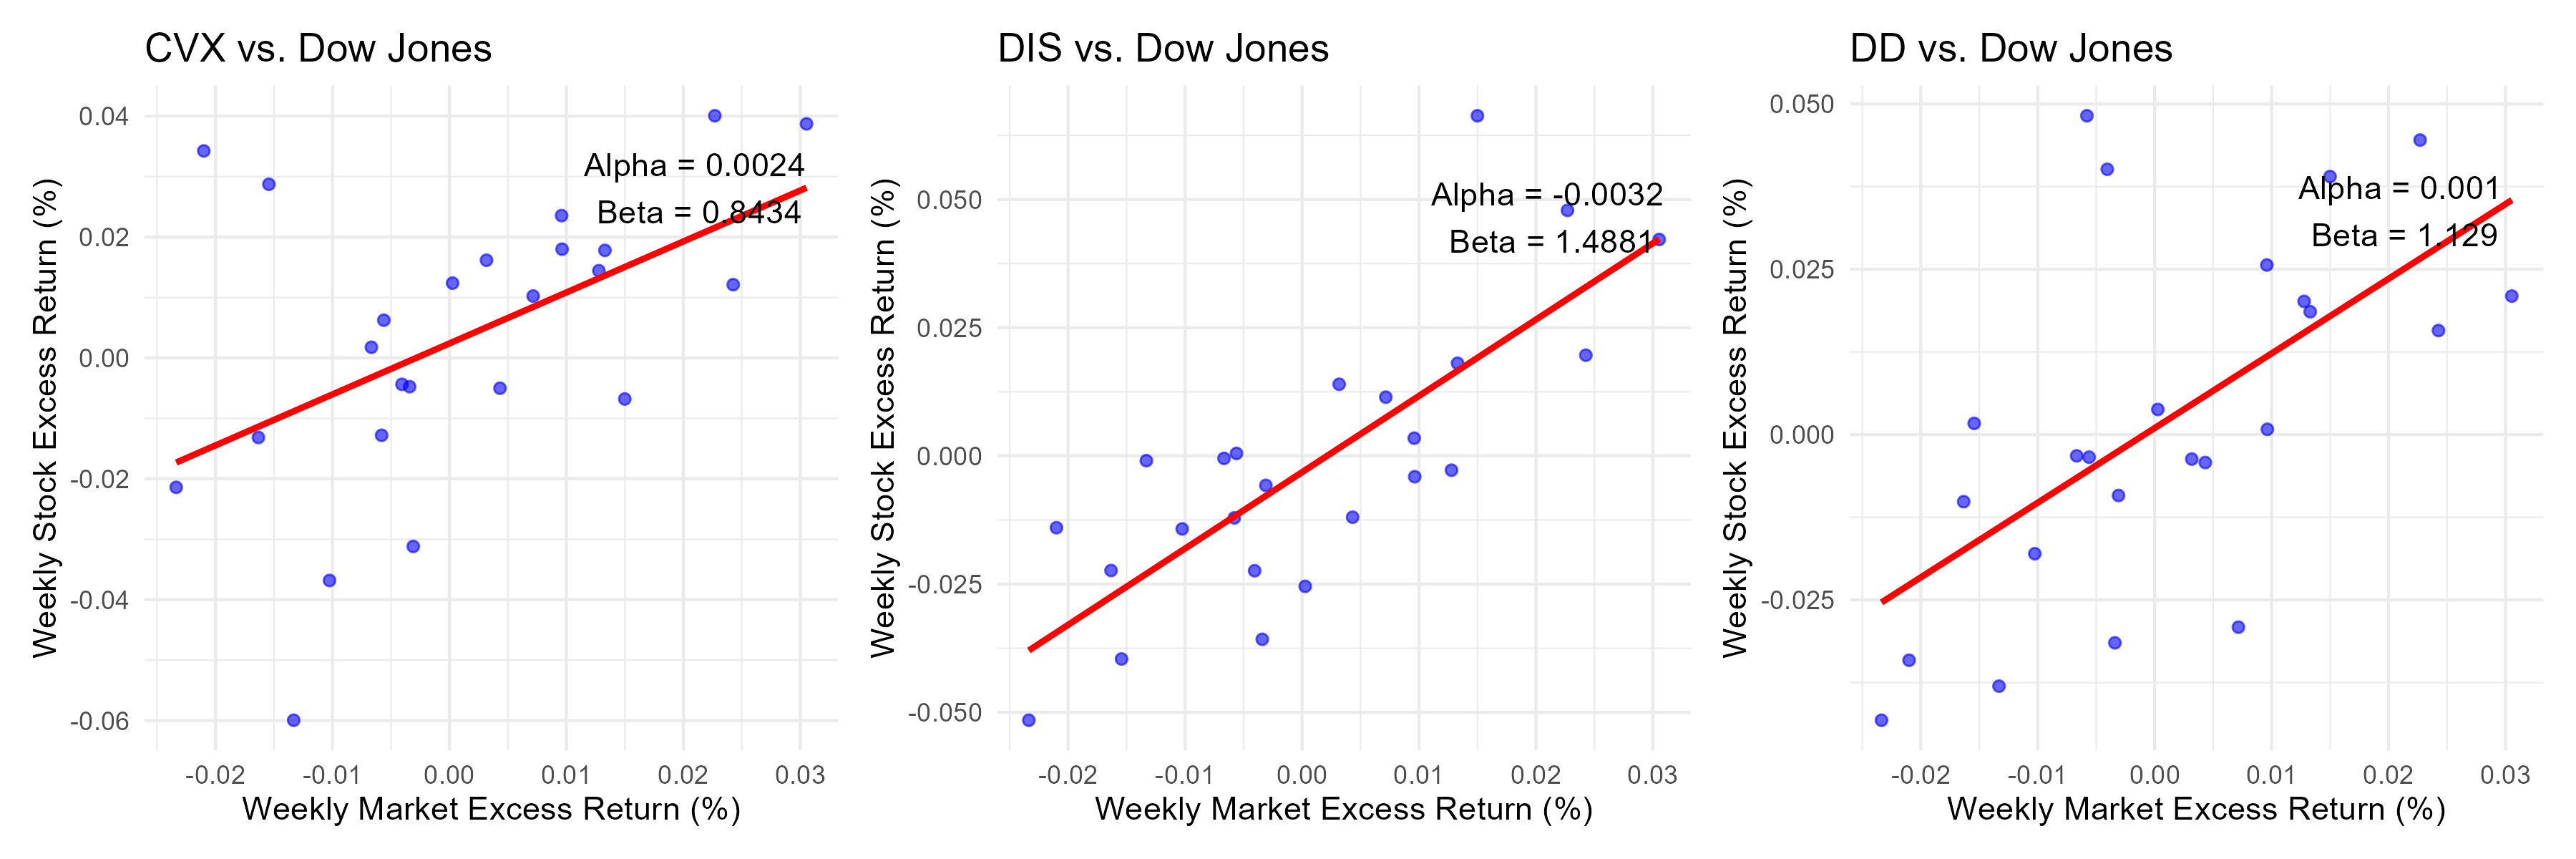 CVX vs. Dow Jones
Weekly Stock Excess Return (%)
0.04
0.02
0.00
-0.02
-0.04
-0.06
Alpha = 0.0024
Beta = 0.8434
-0.02 -0.01 0.00 0.01 0.02 0.03
Weekly Market Excess Return (%)
DIS vs. Dow Jones
Weekly Stock Excess Return (%)
0.050
0.025
0.000
-0.025
-0.050
Alpha = -0.0032
Beta = 1.4881
-0.02 -0.01 0.00 0.01 0.02 0.03
Weekly Market Excess Return (%)
DD vs. Dow Jones
Weekly Stock Excess Return (%)
0.050
0.025
0.000
-0.025
Alpha = 0.001
Beta = 1.129
-0.02 -0.01 0.00 0.01 0.02 0.03
Weekly Market Excess Return (%)